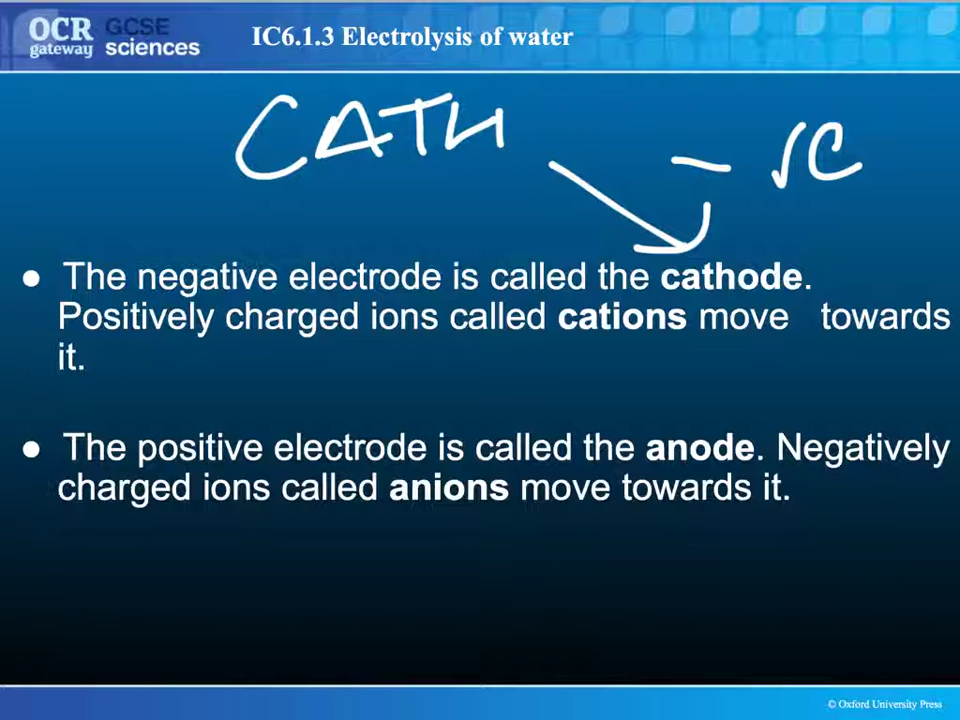 OCR GCSE
gateway sciences
IC6.1.3 Electrolysis of water
CATH - VC
● The negative electrode is called the cathode.
Positively charged ions called cations move towards
it.
● The positive electrode is called the anode. Negatively
charged ions called anions move towards it.
© Oxford University Press